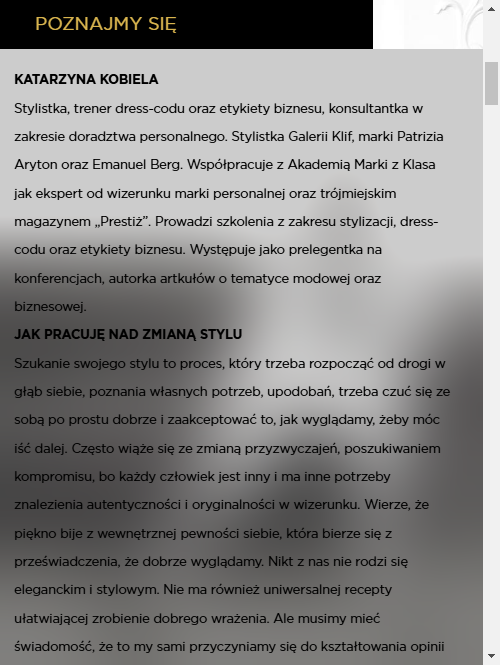 POZNAJMY SIĘ
KATARZYNA KOBIELA
Stylistka, trener dress-codu oraz etykiety biznesu, konsultantka w
zakresie doradztwa personalnego. Stylistka Galerii Klif, marki Patrizia
Aryton oraz Emanuel Berg. Współpracuje z Akademią Marki z Klasa
jak ekspert od wizerunku marki personalnej oraz trójmiejskim
magazynem „Prestiż”. Prowadzi szkolenia z zakresu stylizacji, dress-
codu oraz etykiety biznesu. Występuje jako prelegentka na
konferencjach, autorka artkułów o tematyce modowej oraz
biznesowej.
JAK PRACUJĘ NAD ZMIANĄ STYLU
Szukanie swojego stylu to proces, który trzeba rozpocząć od drogi w
głąb siebie, poznania własnych potrzeb, upodobań, trzeba czuć się ze
sobą po prostu dobrze i zaakceptować to, jak wyglądamy, żeby móc
iść dalej. Często wiąże się ze zmianą przyzwyczajeń, poszukiwaniem
kompromisu, bo każdy człowiek jest inny i ma inne potrzeby
znalezienia autentyczności i oryginalności w wizerunku. Wierze, że
piękno bije z wewnętrznej pewności siebie, która bierze się z
przeświadczenia, że dobrze wyglądamy. Nikt z nas nie rodzi się
eleganckim i stylowym. Nie ma również uniwersalnej recepty
ułatwiającej zrobienie dobrego wrażenia. Ale musimy mieć
świadomość, że to my sami przyczyniamy się do kształtowania opinii